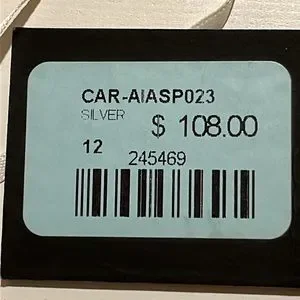 CAR-AIASP023
SILVER
$ 108.00
12
245469